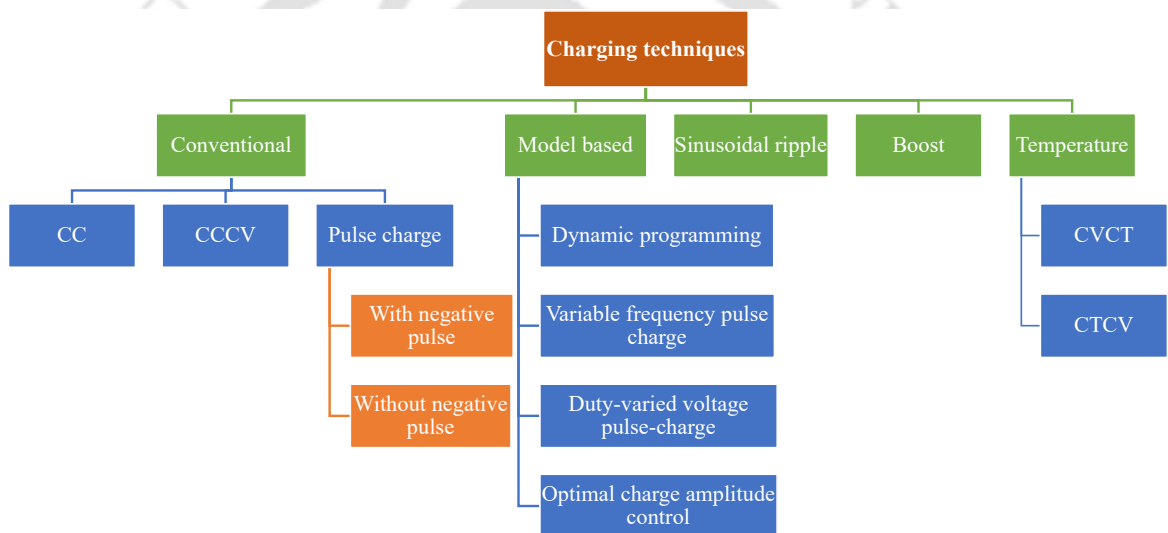 Charging techniques
Conventional
Model based
Sinusoidal ripple
Boost
Temperature
CC
CCCV
Pulse charge
With negative
pulse
Without negative
pulse
Dynamic programming
Variable frequency pulse
charge
Duty-varied voltage
pulse-charge
Optimal charge amplitude
control
CVCT
CTCV